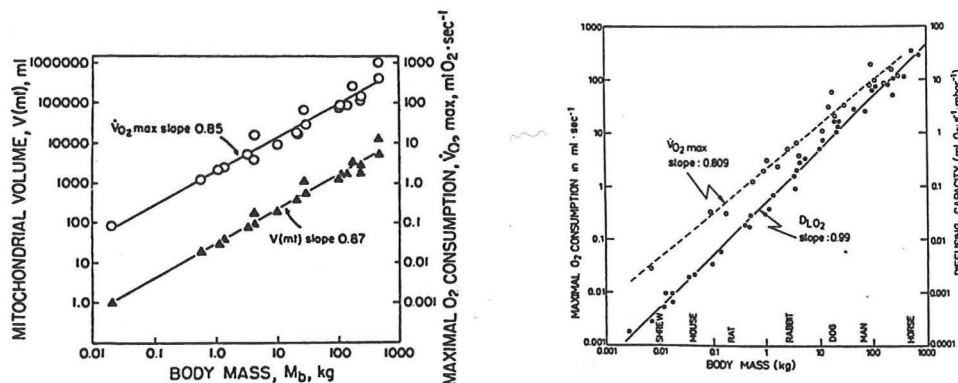 MITOCHONDRIAL VOLUME, V(mt), ml
1000000
100000
10000
1000
100
10
1.0
V̇O₂ max slope 0.85
V(mt) slope 0.87
1000
100
10
1.0
0.1
0.01
0.001
MAXIMAL O₂ CONSUMPTION, V̇O₂ max, mlO₂·sec⁻¹
0.01 0.1 1.0 10 100 1000
BODY MASS, Mb, kg
MAXIMAL O₂ CONSUMPTION in ml·sec⁻¹
1000
100
10
1
0.1
0.01
0.001
V̇O₂ max
slope : 0.809
DLO₂
slope : 0.99
SHREW
MOUSE
RAT
RABBIT
DOG
MAN
HORSE
100
10
1
0.1
0.01
0.001
0.0001
CAPACITY
0.001 0.01 0.1 1 10 100 1000
BODY MASS (kg)